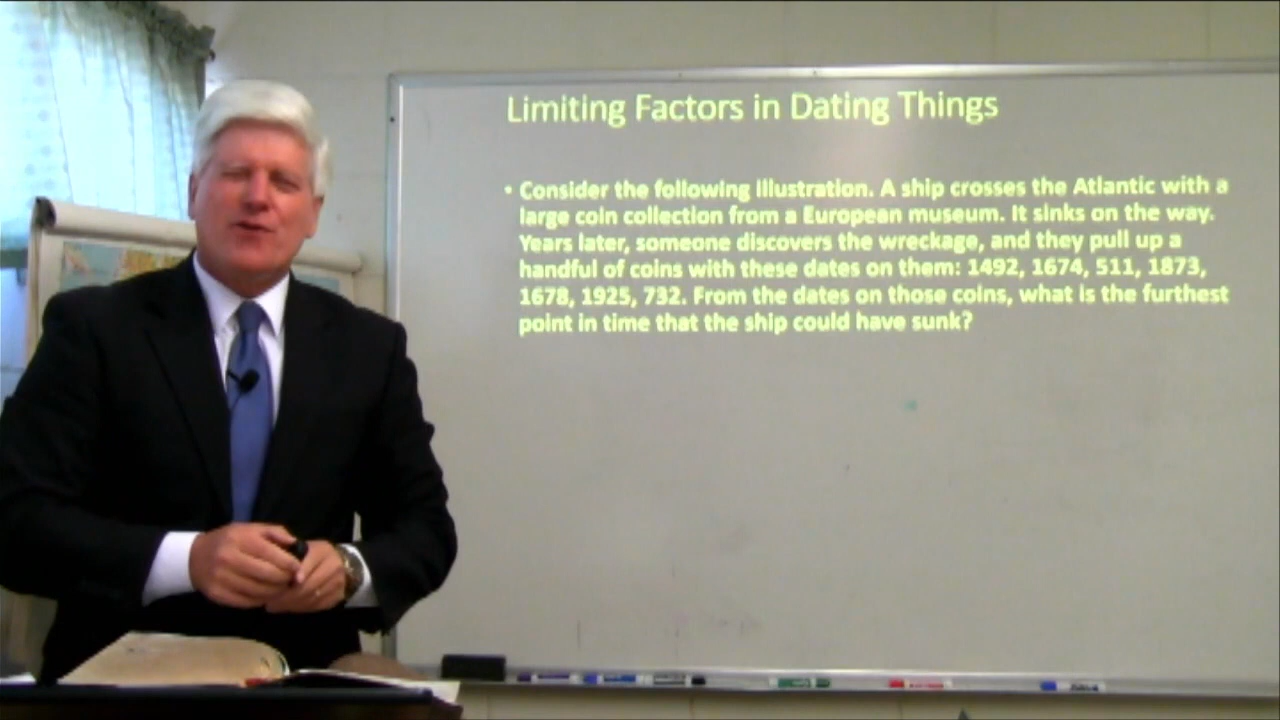 Limiting Factors in Dating Things
• Consider the following illustration. A ship crosses the Atlantic with a
large coin collection from a European museum. It sinks on the way.
Years later, someone discovers the wreckage, and they pull up a
handful of coins with these dates on them: 1492, 1674, 511, 1873,
1678, 1925, 732. From the dates on those coins, what is the furthest
point in time that the ship could have sunk?